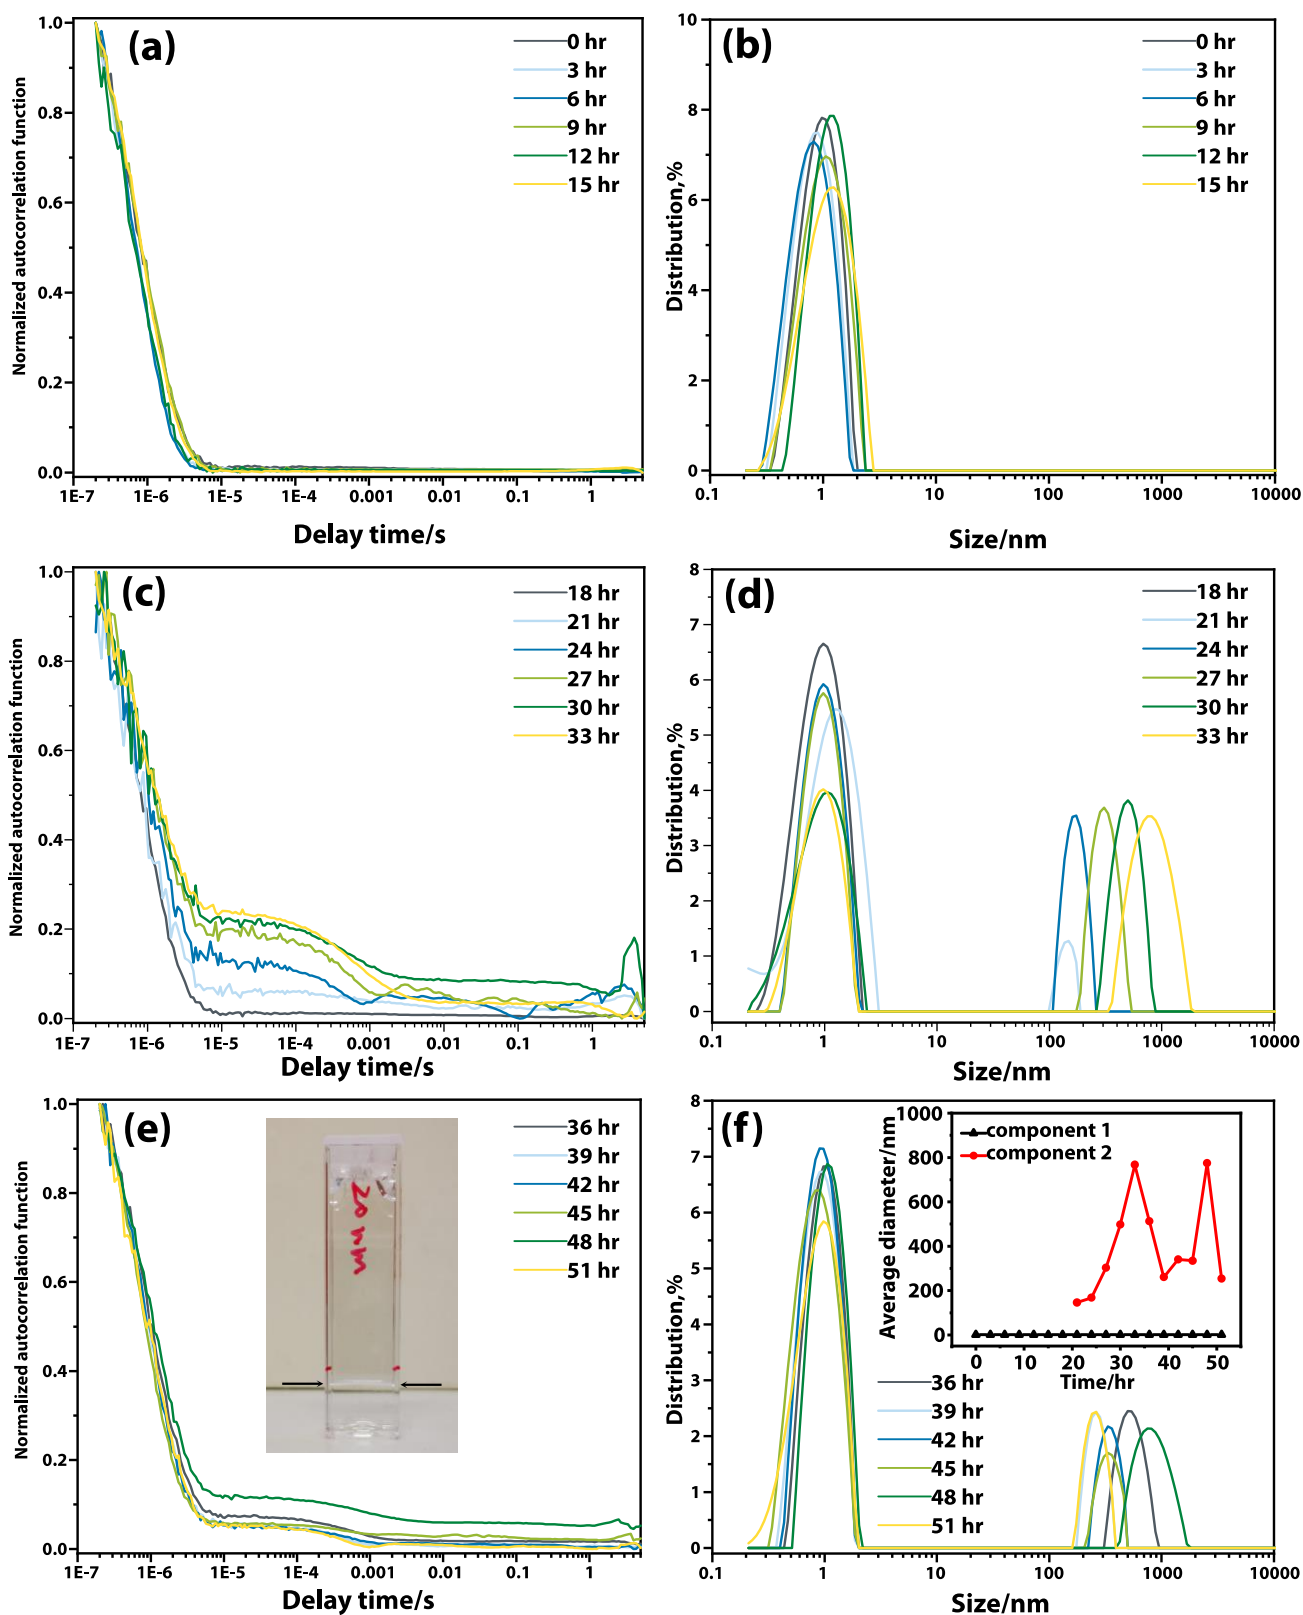 (a)
Normalized autocorrelation function
1.0
0.8
0.6
0.4
0.2
0.0
1E-7
1E-6
1E-5
1E-4
0.001
0.01
0.1
1
Delay time/s
0 hr
3 hr
6 hr
9 hr
12 hr
15 hr
(b)
Distribution,%
10
8
6
4
2
0
0.1
1
10
100
1000
10000
Size/nm
0 hr
3 hr
6 hr
9 hr
12 hr
15 hr
(c)
Normalized autocorrelation function
1.0
0.8
0.6
0.4
0.2
0.0
1E-7
1E-6
1E-5
1E-4
0.001
0.01
0.1
1
Delay time/s
18 hr
21 hr
24 hr
27 hr
30 hr
33 hr
(d)
Distribution,%
8
7
6
5
4
3
2
1
0
0.1
1
10
100
1000
10000
Size/nm
18 hr
21 hr
24 hr
27 hr
30 hr
33 hr
(e)
Normalized autocorrelation function
1.0
0.8
0.6
0.4
0.2
0.0
1E-7
1E-6
1E-5
1E-4
0.001
0.01
0.1
1
Delay time/s
36 hr
39 hr
42 hr
45 hr
48 hr
51 hr
20 nm
(f)
Distribution,%
8
7
6
5
4
3
2
1
0
0.1
1
10
100
1000
10000
Size/nm
36 hr
39 hr
42 hr
45 hr
48 hr
51 hr
Average diameter/nm
1000
800
600
400
200
0
0
10
20
30
40
50
Time/hr
component 1
component 2